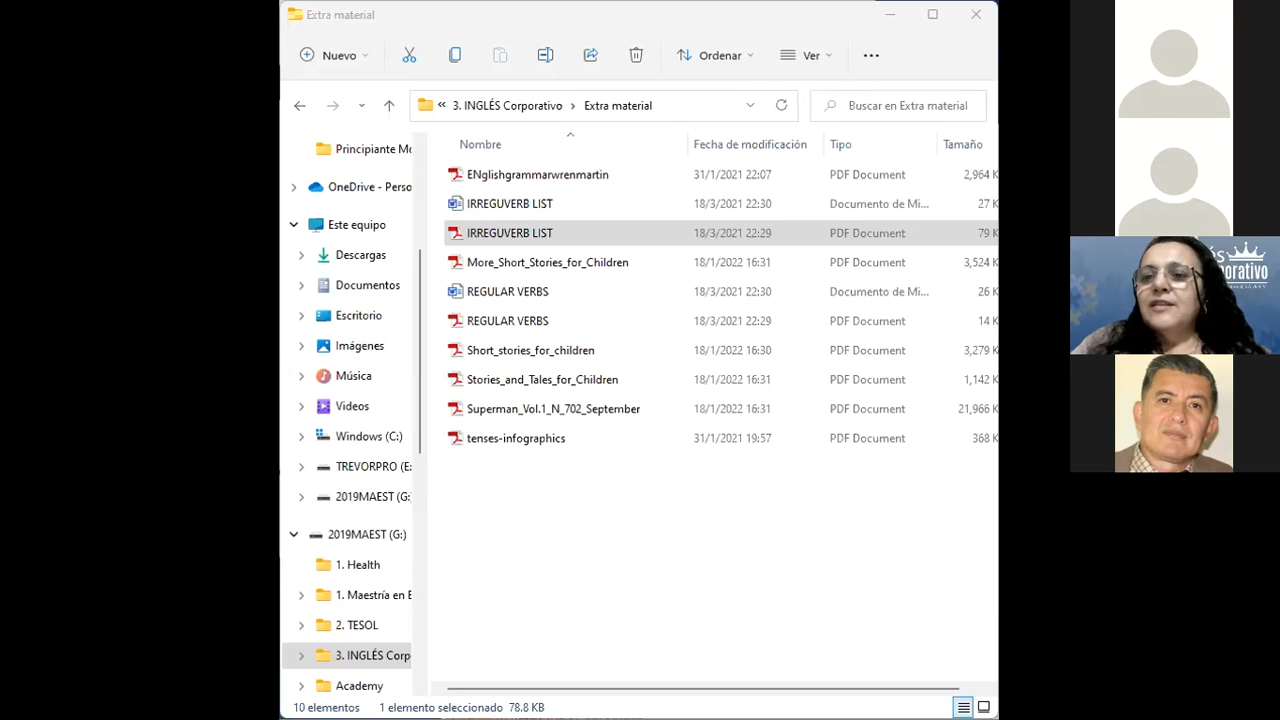 Extra material
Nuevo
Ordenar
Ver
« 3. INGLÉS Corporativo > Extra material
Buscar en Extra material
Nombre Fecha de modificación Tipo Tamaño
ENglishgrammarwrenmartin 31/1/2021 22:07 PDF Document 2,964 K
IRREGUVERB LIST 18/3/2021 22:30 Documento de Mi... 27 K
IRREGUVERB LIST 18/3/2021 22:29 PDF Document 79 K
More_Short_Stories_for_Children 18/1/2022 16:31 PDF Document 3,524 K
REGULAR VERBS 18/3/2021 22:30 Documento de Mi... 26 K
REGULAR VERBS 18/3/2021 22:29 PDF Document 14 K
Short_stories_for_children 18/1/2022 16:30 PDF Document 3,279 K
Stories_and_Tales_for_Children 18/1/2022 16:31 PDF Document 1,142 K
Superman_Vol.1_N_702_September 18/1/2022 16:31 PDF Document 21,966 K
tenses-infographics 31/1/2021 19:57 PDF Document 368 K
Principiante Mo
OneDrive - Perso
Este equipo
Descargas
Documentos
Escritorio
Imágenes
Música
Videos
Windows (C:)
TREVORPRO (E:
2019MAEST (G:)
2019MAEST (G:)
1. Health
1. Maestría en E
2. TESOL
3. INGLÉS Corp
Academy
10 elementos 1 elemento seleccionado 78.8 KB
és
orporativo